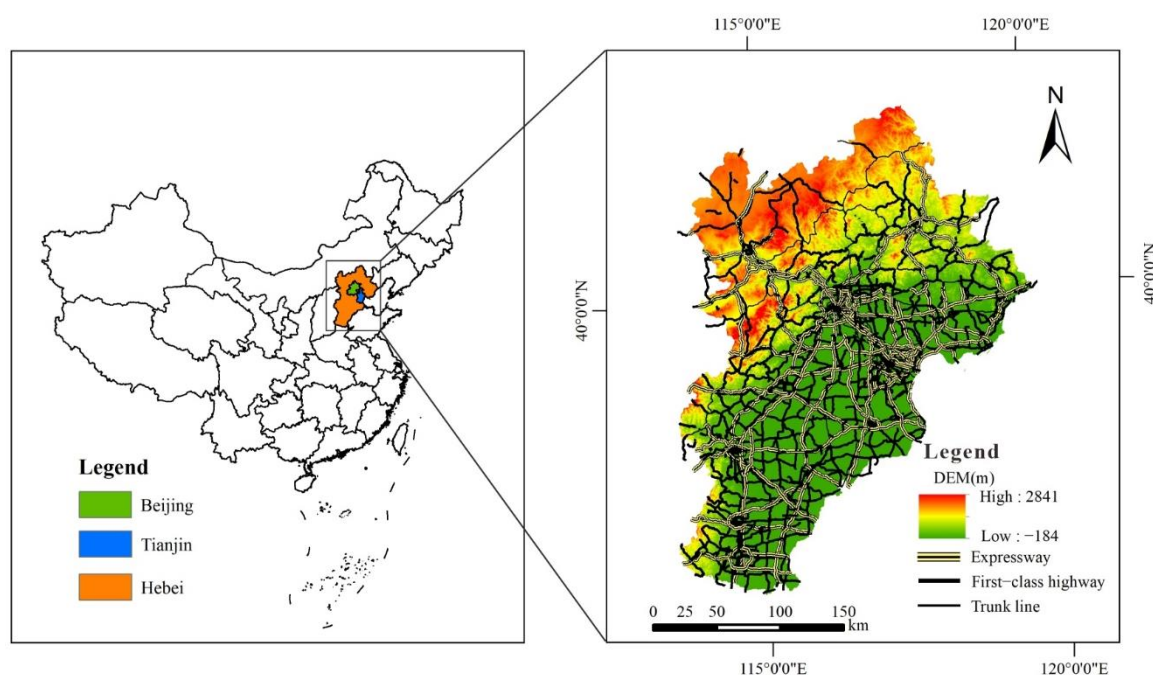 115°0'0"E
120°0'0"E
N
40°0'0"N
40°0'0"N
Legend
Beijing
Tianjin
Hebei
Legend
DEM(m)
High : 2841
Low : −184
Expressway
First−class highway
Trunk line
0 25 50 100 150
km
115°0'0"E
120°0'0"E